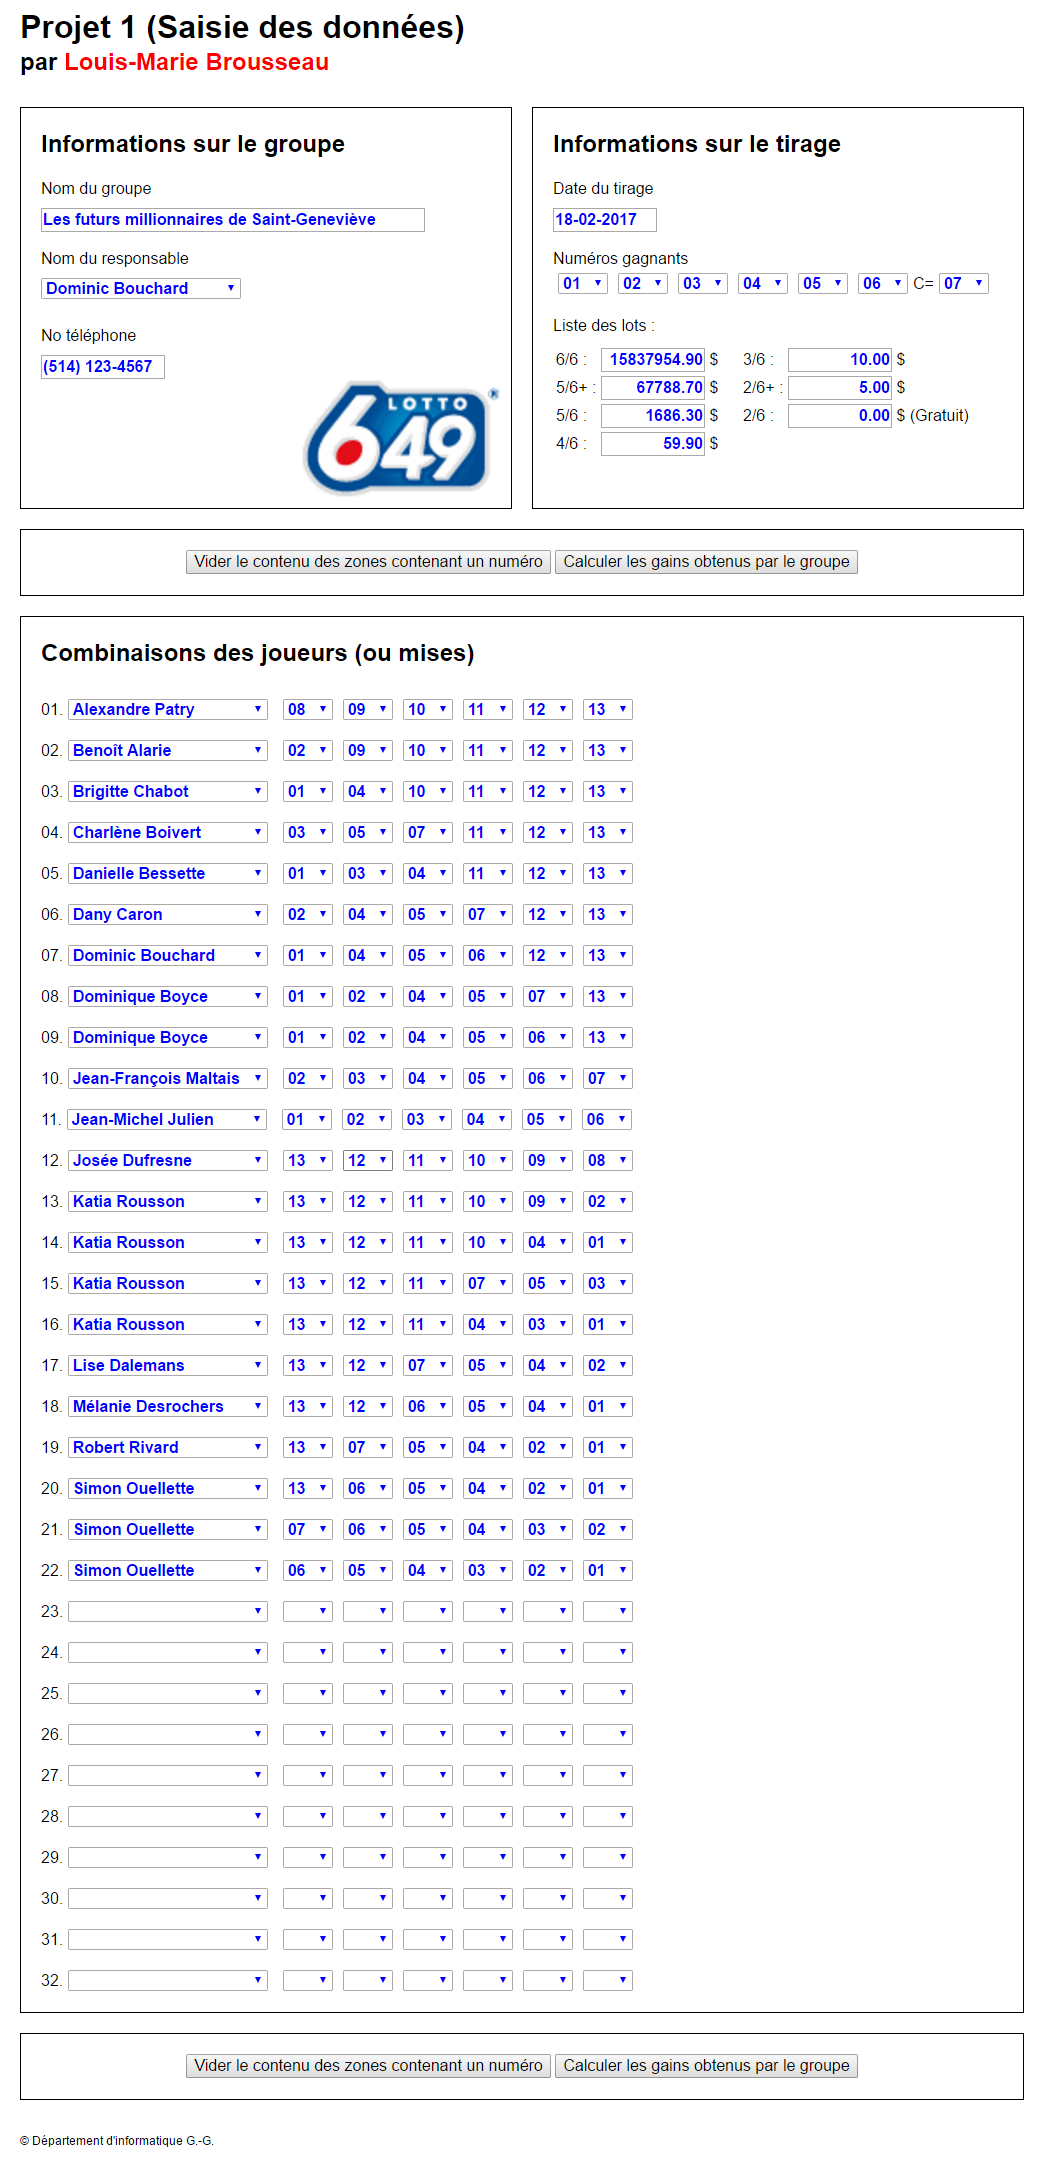 Projet 1 (Saisie des données)
par Louis-Marie Brousseau
Informations sur le groupe
Nom du groupe
Les futurs millionnaires de Saint-Geneviève
Nom du responsable
Dominic Bouchard
No téléphone
(514) 123-4567
LOTTO
6 49 ®
Informations sur le tirage
Date du tirage
18-02-2017
Numéros gagnants
01 02 03 04 05 06 C= 07
Liste des lots :
6/6 : 15837954.90 $ 3/6 : 10.00 $
5/6+ : 67788.70 $ 2/6+ : 5.00 $
5/6 : 1686.30 $ 2/6 : 0.00 $ (Gratuit)
4/6 : 59.90 $
Vider le contenu des zones contenant un numéro Calculer les gains obtenus par le groupe
Combinaisons des joueurs (ou mises)
01. Alexandre Patry 08 09 10 11 12 13
02. Benoît Alarie 02 09 10 11 12 13
03. Brigitte Chabot 01 04 10 11 12 13
04. Charlène Boivert 03 05 07 11 12 13
05. Danielle Bessette 01 03 04 11 12 13
06. Dany Caron 02 04 05 07 12 13
07. Dominic Bouchard 01 04 05 06 12 13
08. Dominique Boyce 01 02 04 05 07 13
09. Dominique Boyce 01 02 04 05 06 13
10. Jean-François Maltais 02 03 04 05 06 07
11. Jean-Michel Julien 01 02 03 04 05 06
12. Josée Dufresne 13 12 11 10 09 08
13. Katia Rousson 13 12 11 10 09 02
14. Katia Rousson 13 12 11 10 04 01
15. Katia Rousson 13 12 11 07 05 03
16. Katia Rousson 13 12 11 04 03 01
17. Lise Dalemans 13 12 07 05 04 02
18. Mélanie Desrochers 13 12 06 05 04 01
19. Robert Rivard 13 07 05 04 02 01
20. Simon Ouellette 13 06 05 04 02 01
21. Simon Ouellette 07 06 05 04 03 02
22. Simon Ouellette 06 05 04 03 02 01
23.
24.
25.
26.
27.
28.
29.
30.
31.
32.
Vider le contenu des zones contenant un numéro Calculer les gains obtenus par le groupe
© Département d'informatique G.-G.